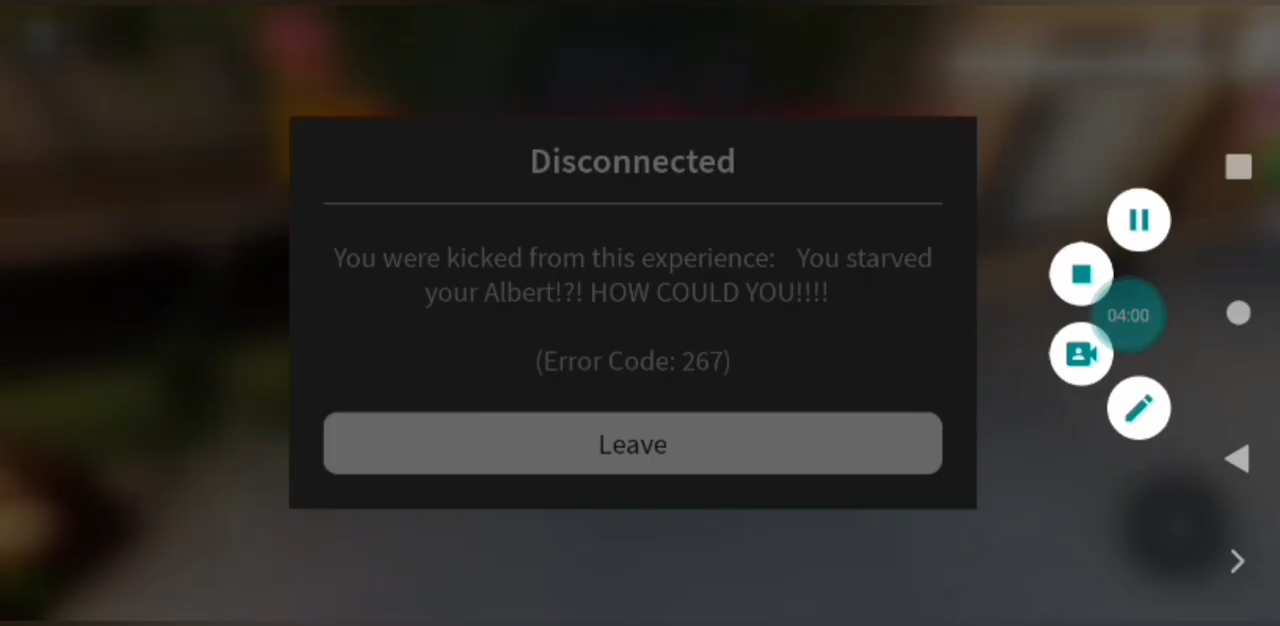 Disconnected
You were kicked from this experience:   You starved
your Albert!?! HOW COULD YOU!!!!
(Error Code: 267)
Leave
04:00